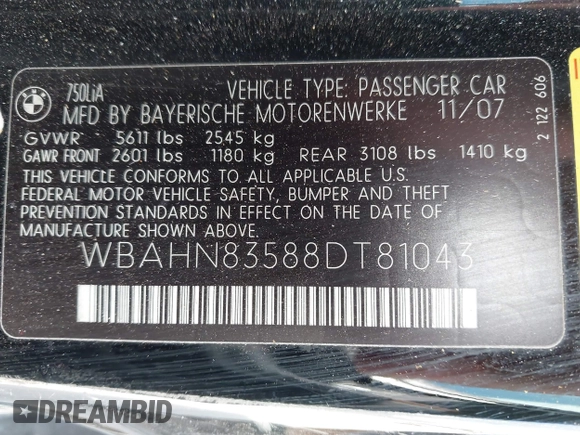 BMW
750LiA
VEHICLE TYPE: PASSENGER CAR
MFD BY BAYERISCHE MOTORENWERKE 11/07
GVWR 5611 lbs 2545 kg
GAWR FRONT 2601 lbs 1180 kg REAR 3108 lbs 1410 kg
THIS VEHICLE CONFORMS TO ALL APPLICABLE U.S.
FEDERAL MOTOR VEHICLE SAFETY, BUMPER AND THEFT
PREVENTION STANDARDS IN EFFECT ON THE DATE OF
MANUFACTURE SHOWN ABOVE.
WBAHN83588DT81043
2 122 606
DREAMBID